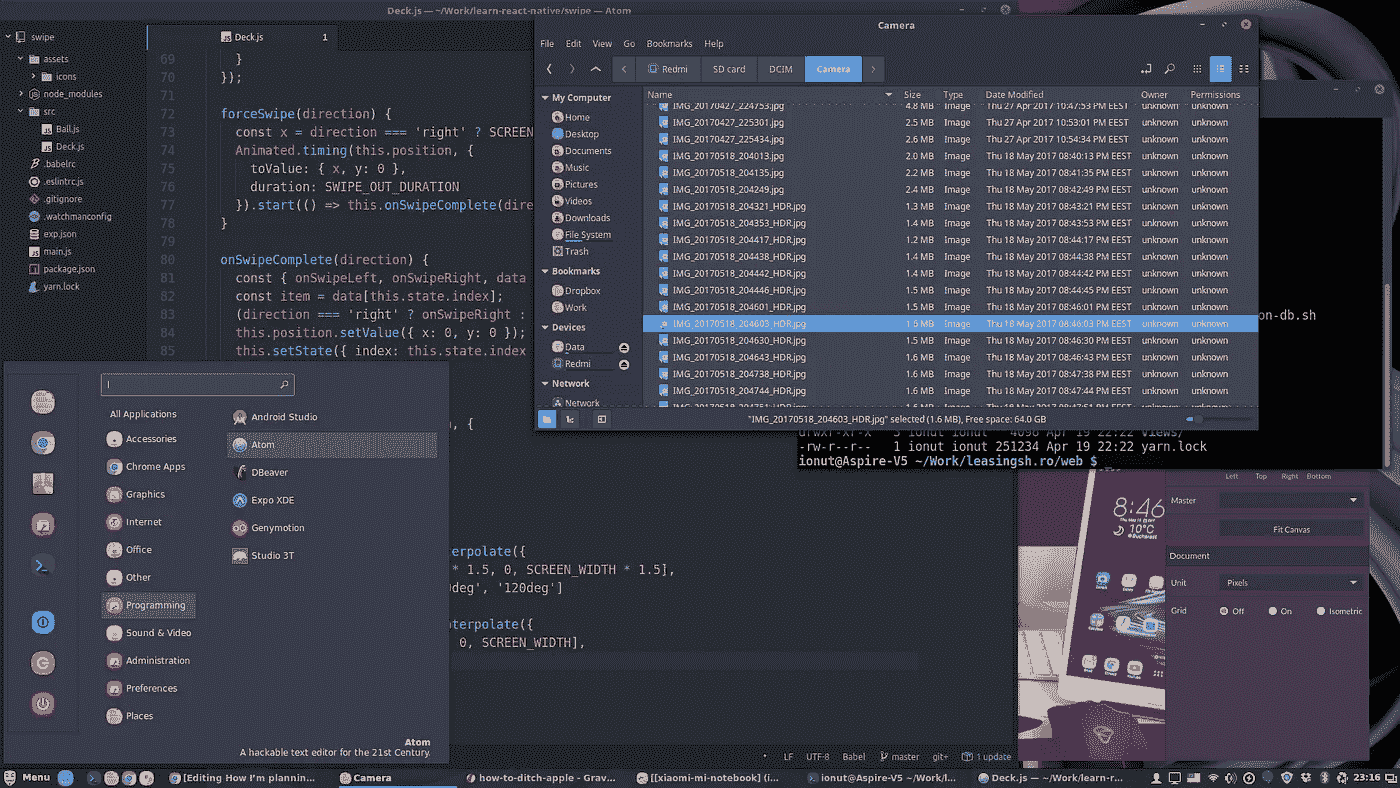 Deck.js — ~/Work/learn-react-native/swipe — Atom
swipe
assets
icons
node_modules
src
Ball.js
Deck.js
.babelrc
.eslintrc.js
.gitignore
.watchmanconfig
exp.json
main.js
package.json
yarn.lock
Deck.js 1
69 }
70 });
71
72 forceSwipe(direction) {
73 const x = direction === 'right' ? SCREEN
74 Animated.timing(this.position, {
75 toValue: { x, y: 0 },
76 duration: SWIPE_OUT_DURATION
77 }).start(() => this.onSwipeComplete(dire
78 }
79
80 onSwipeComplete(direction) {
81 const { onSwipeLeft, onSwipeRight, data
82 const item = data[this.state.index];
83 (direction === 'right' ? onSwipeRight :
84 this.position.setValue({ x: 0, y: 0 });
85 this.setState({ index: this.state.index
, {
terpolate({
* 1.5, 0, SCREEN_WIDTH * 1.5],
deg', '120deg']
terpolate({
0, SCREEN_WIDTH],
LF UTF-8 Babel master git+ 1 update
Camera
File Edit View Go Bookmarks Help
Redmi SD card DCIM Camera
My Computer
Home
Desktop
Documents
Music
Pictures
Videos
Downloads
File System
Trash
Bookmarks
Dropbox
Work
Devices
Data
Redmi
Network
Network
Name Size Type Date Modified Owner Permissions
IMG_20170427_224753.jpg 4.8 MB Image Thu 27 Apr 2017 10:47:53 PM EEST unknown unknown
IMG_20170427_225301.jpg 2.5 MB Image Thu 27 Apr 2017 10:53:01 PM EEST unknown unknown
IMG_20170427_225434.jpg 2.6 MB Image Thu 27 Apr 2017 10:54:34 PM EEST unknown unknown
IMG_20170518_204013.jpg 2.0 MB Image Thu 18 May 2017 08:40:13 PM EEST unknown unknown
IMG_20170518_204135.jpg 2.2 MB Image Thu 18 May 2017 08:41:35 PM EEST unknown unknown
IMG_20170518_204249.jpg 2.4 MB Image Thu 18 May 2017 08:42:49 PM EEST unknown unknown
IMG_20170518_204321_HDR.jpg 1.3 MB Image Thu 18 May 2017 08:43:21 PM EEST unknown unknown
IMG_20170518_204353_HDR.jpg 1.4 MB Image Thu 18 May 2017 08:43:53 PM EEST unknown unknown
IMG_20170518_204417_HDR.jpg 1.2 MB Image Thu 18 May 2017 08:44:17 PM EEST unknown unknown
IMG_20170518_204438_HDR.jpg 1.4 MB Image Thu 18 May 2017 08:44:38 PM EEST unknown unknown
IMG_20170518_204442_HDR.jpg 1.4 MB Image Thu 18 May 2017 08:44:42 PM EEST unknown unknown
IMG_20170518_204446_HDR.jpg 1.5 MB Image Thu 18 May 2017 08:44:45 PM EEST unknown unknown
IMG_20170518_204601_HDR.jpg 1.5 MB Image Thu 18 May 2017 08:46:01 PM EEST unknown unknown
IMG_20170518_204603_HDR.jpg 1.6 MB Image Thu 18 May 2017 08:46:03 PM EEST unknown unknown
IMG_20170518_204630_HDR.jpg 1.5 MB Image Thu 18 May 2017 08:46:30 PM EEST unknown unknown
IMG_20170518_204643_HDR.jpg 1.6 MB Image Thu 18 May 2017 08:46:43 PM EEST unknown unknown
IMG_20170518_204738_HDR.jpg 1.6 MB Image Thu 18 May 2017 08:47:38 PM EEST unknown unknown
IMG_20170518_204744_HDR.jpg 1.6 MB Image Thu 18 May 2017 08:47:44 PM EEST unknown unknown
"IMG_20170518_204603_HDR.jpg" selected (1.6 MB), Free space: 64.0 GB
on-db.sh
drwxr-xr-x 3 ionut ionut 4096 Apr 19 22:22 views/
-rw-r--r-- 1 ionut ionut 251234 Apr 19 22:22 yarn.lock
ionut@Aspire-V5 ~/Work/leasingsh.ro/web $
All Applications
Accessories
Chrome Apps
Graphics
Internet
Office
Other
Programming
Sound & Video
Administration
Preferences
Places
Android Studio
Atom
DBeaver
Expo XDE
Genymotion
Studio 3T
Atom
A hackable text editor for the 21st Century.
8:46
10°C
Bucharest
Left Top Right Bottom
Master
Fit Canvas
Document
Unit Pixels
Grid Off On Isometric
Menu
[Editing How I'm plannin...
Camera
how-to-ditch-apple - Grav...
[[xiaomi-mi-notebook] (i...
ionut@Aspire-V5 ~/Work/l...
Deck.js — ~/Work/learn-r...
23:16